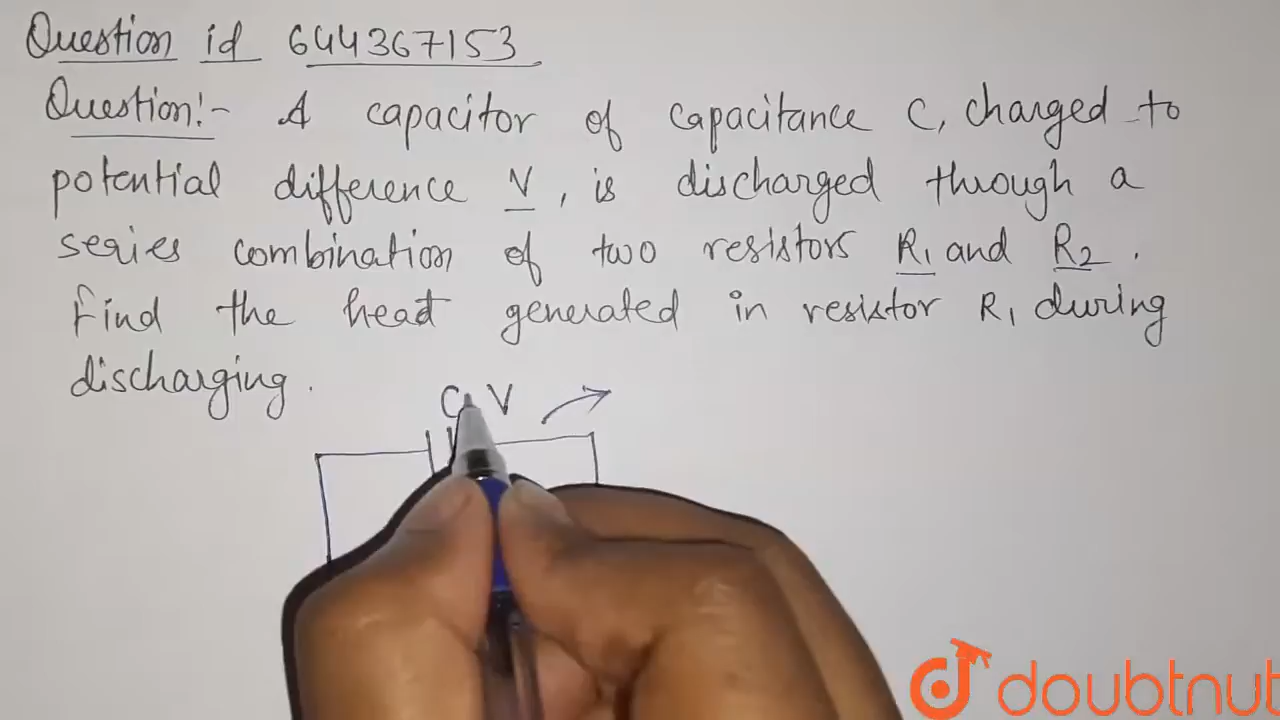 Question id 644367153
Question:- A capacitor of capacitance C, charged to
potential difference V, is discharged through a
series combination of two resistors R1 and R2.
Find the heat generated in resistor R1 during
discharging.
C V
doubtnut